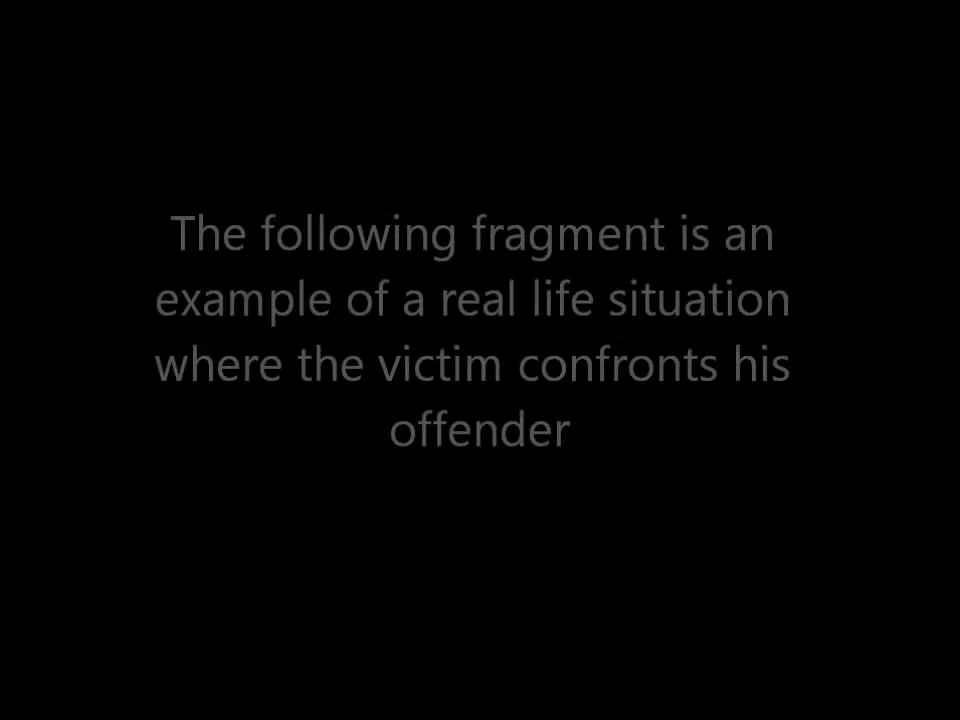 The following fragment is an
example of a real life situation
where the victim confronts his
offender